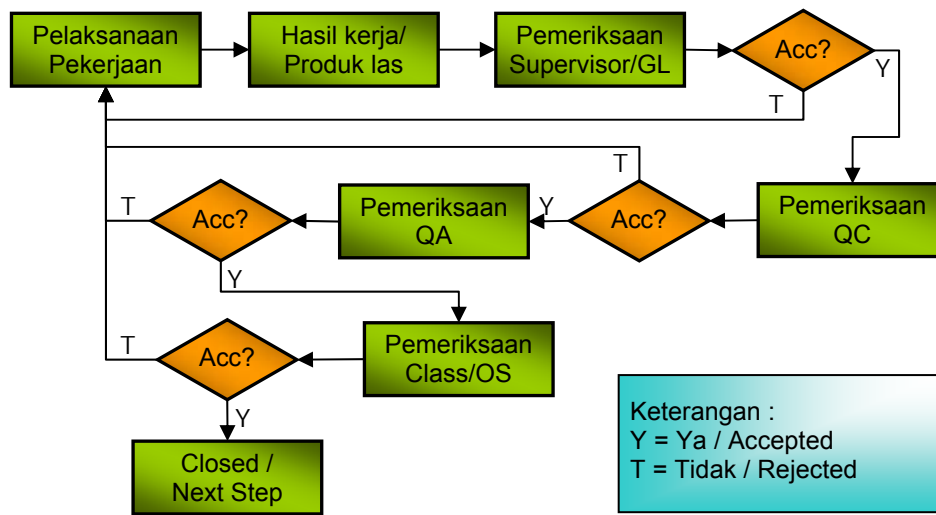 Pelaksanaan
Pekerjaan
Hasil kerja/
Produk las
Pemeriksaan
Supervisor/GL
Acc?
Y
T
Pemeriksaan
QC
Acc?
T
Y
Pemeriksaan
QA
Acc?
T
Y
Pemeriksaan
Class/OS
Acc?
T
Y
Closed /
Next Step
Keterangan :
Y = Ya / Accepted
T = Tidak / Rejected